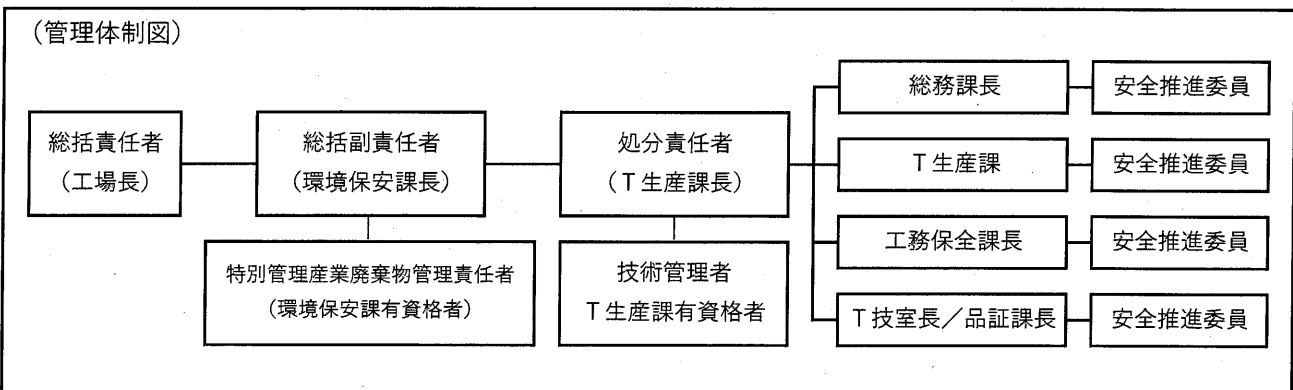 （管理体制図）
総括責任者
（工場長）
総括副責任者
（環境保安課長）
特別管理産業廃棄物管理責任者
（環境保安課有資格者）
処分責任者
（Ｔ生産課長）
技術管理者
Ｔ生産課有資格者
総務課長
安全推進委員
Ｔ生産課
安全推進委員
工務保全課長
安全推進委員
Ｔ技室長／品証課長
安全推進委員